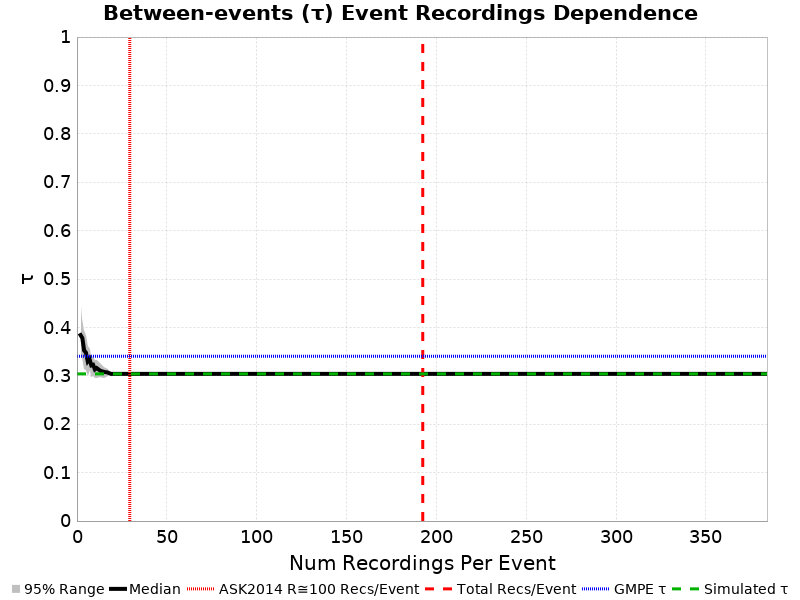 Between-events (τ) Event Recordings Dependence
1
0.9
0.8
0.7
0.6
0.5
0.4
0.3
0.2
0.1
0
τ
0 50 100 150 200 250 300 350
Num Recordings Per Event
95% Range Median ASK2014 R≅100 Recs/Event Total Recs/Event GMPE τ Simulated τ